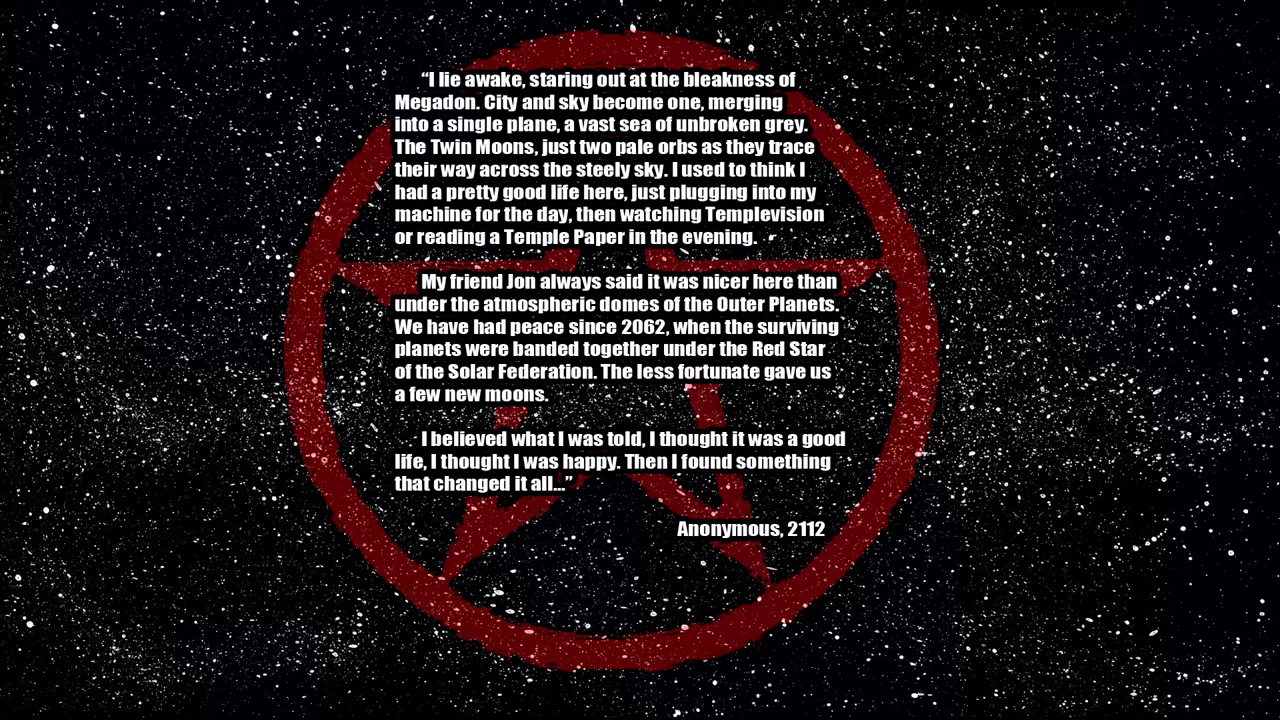 “I lie awake, staring out at the bleakness of
Megadon. City and sky become one, merging
into a single plane, a vast sea of unbroken grey.
The Twin Moons, just two pale orbs as they trace
their way across the steely sky. I used to think I
had a pretty good life here, just plugging into my
machine for the day, then watching Templevision
or reading a Temple Paper in the evening.
My friend Jon always said it was nicer here than
under the atmospheric domes of the Outer Planets.
We have had peace since 2062, when the surviving
planets were banded together under the Red Star
of the Solar Federation. The less fortunate gave us
a few new moons.
I believed what I was told, I thought it was a good
life, I thought I was happy. Then I found something
that changed it all...”
Anonymous, 2112